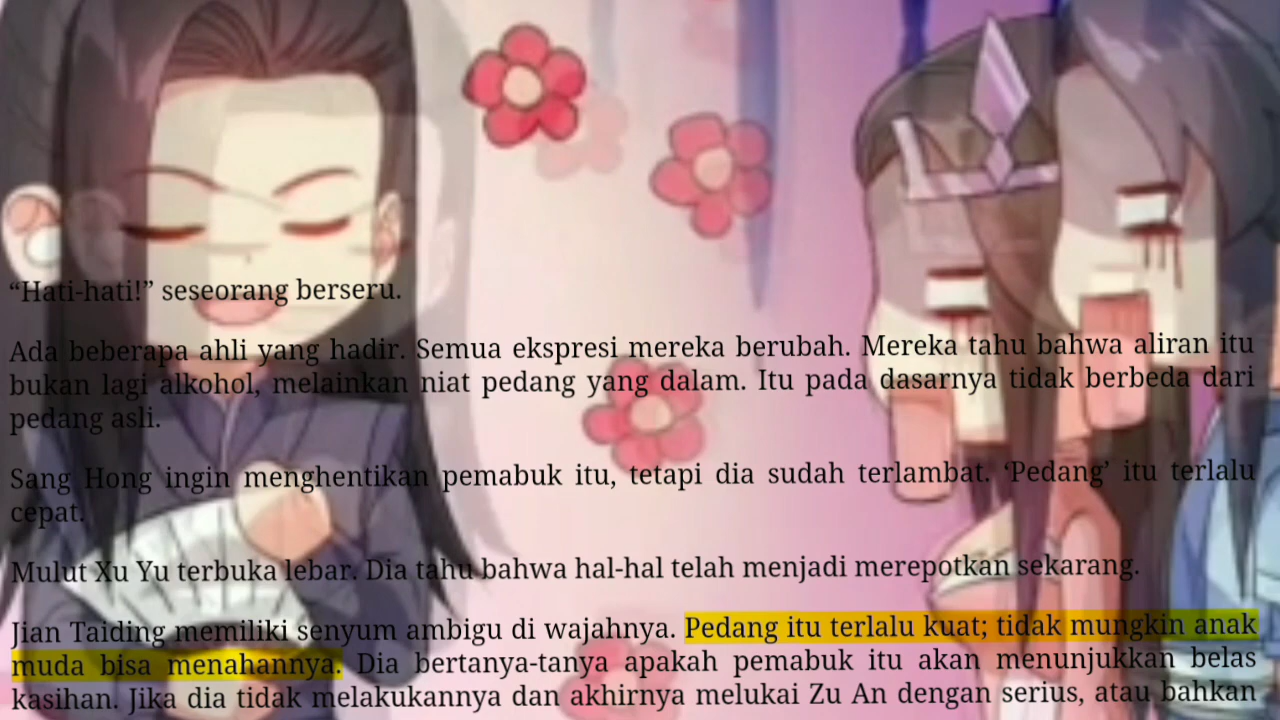 “Hati-hati!” seseorang berseru.
Ada beberapa ahli yang hadir. Semua ekspresi mereka berubah. Mereka tahu bahwa aliran itu
bukan lagi alkohol, melainkan niat pedang yang dalam. Itu pada dasarnya tidak berbeda dari
pedang asli.
Sang Hong ingin menghentikan pemabuk itu, tetapi dia sudah terlambat. ‘Pedang’ itu terlalu
cepat.
Mulut Xu Yu terbuka lebar. Dia tahu bahwa hal-hal telah menjadi merepotkan sekarang.
Jian Taiding memiliki senyum ambigu di wajahnya. Pedang itu terlalu kuat; tidak mungkin anak
muda bisa menahannya. Dia bertanya-tanya apakah pemabuk itu akan menunjukkan belas
kasihan. Jika dia tidak melakukannya dan akhirnya melukai Zu An dengan serius, atau bahkan